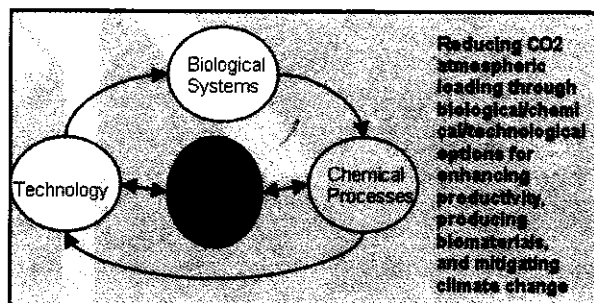 Biological
Systems
Technology
Chemical
Processes
Reducing CO2
atmospheric
loading through
biological/chemi
cal/technological
options for
enhancing
productivity,
producing
biomaterials,
and mitigating
climate change